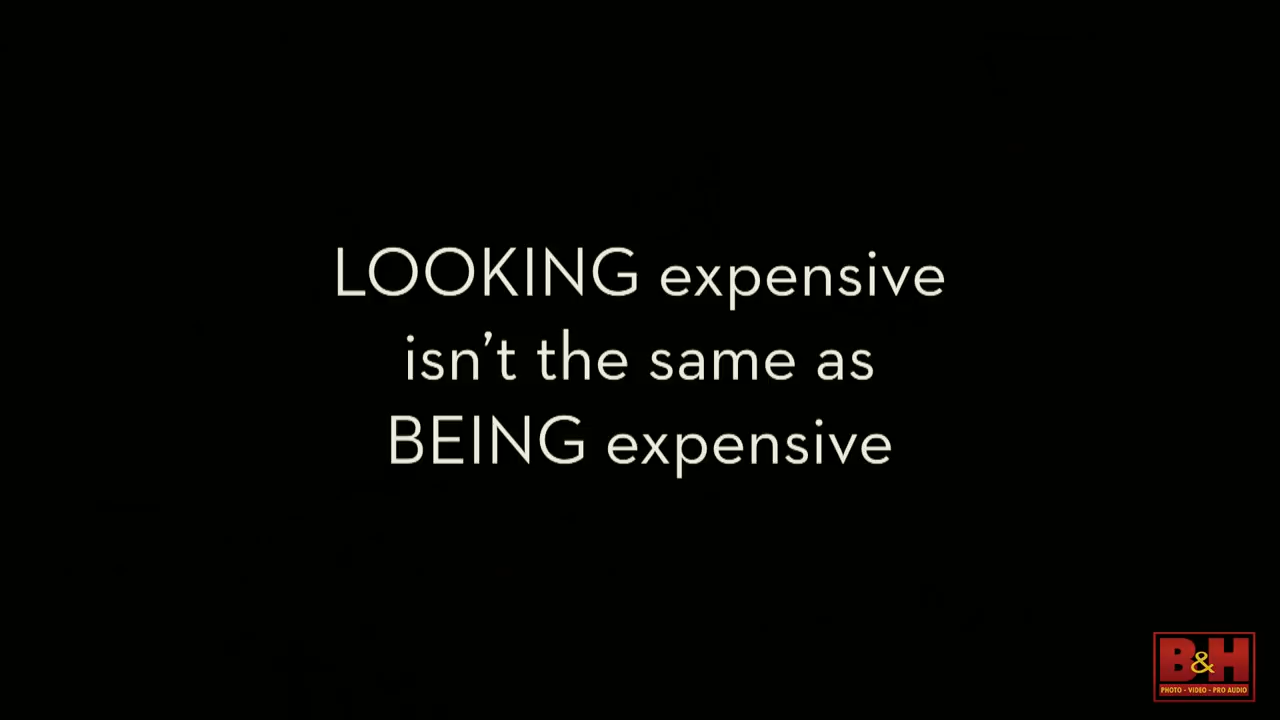 LOOKING expensive
isn’t the same as
BEING expensive
B&H
PHOTO - VIDEO - PRO AUDIO